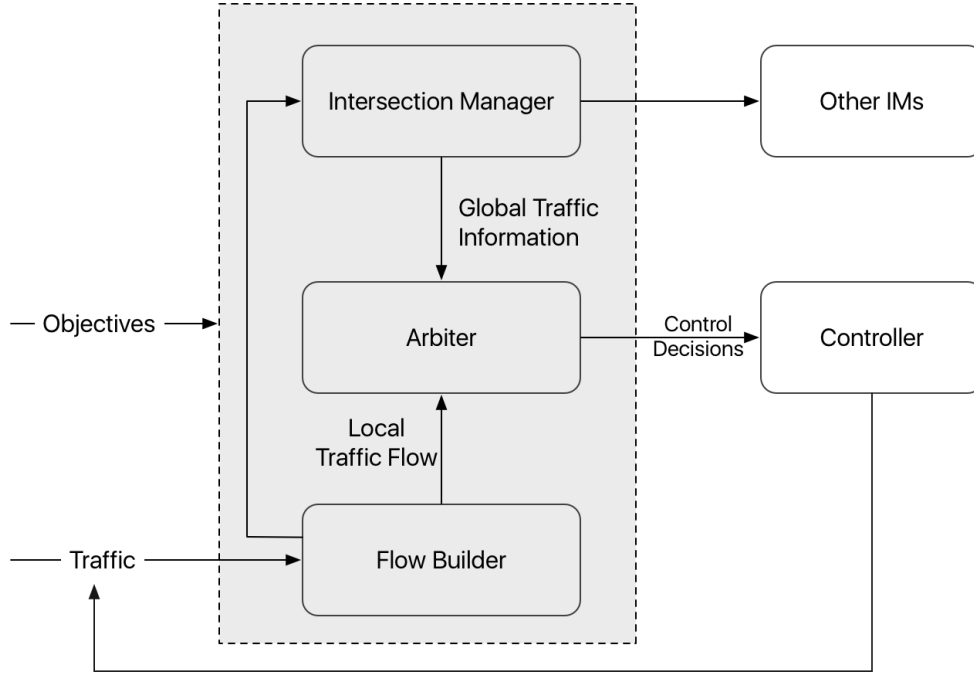 Intersection Manager
Other IMs
Global Traffic
Information
Objectives
Arbiter
Control
Decisions
Controller
Local
Traffic Flow
Traffic
Flow Builder